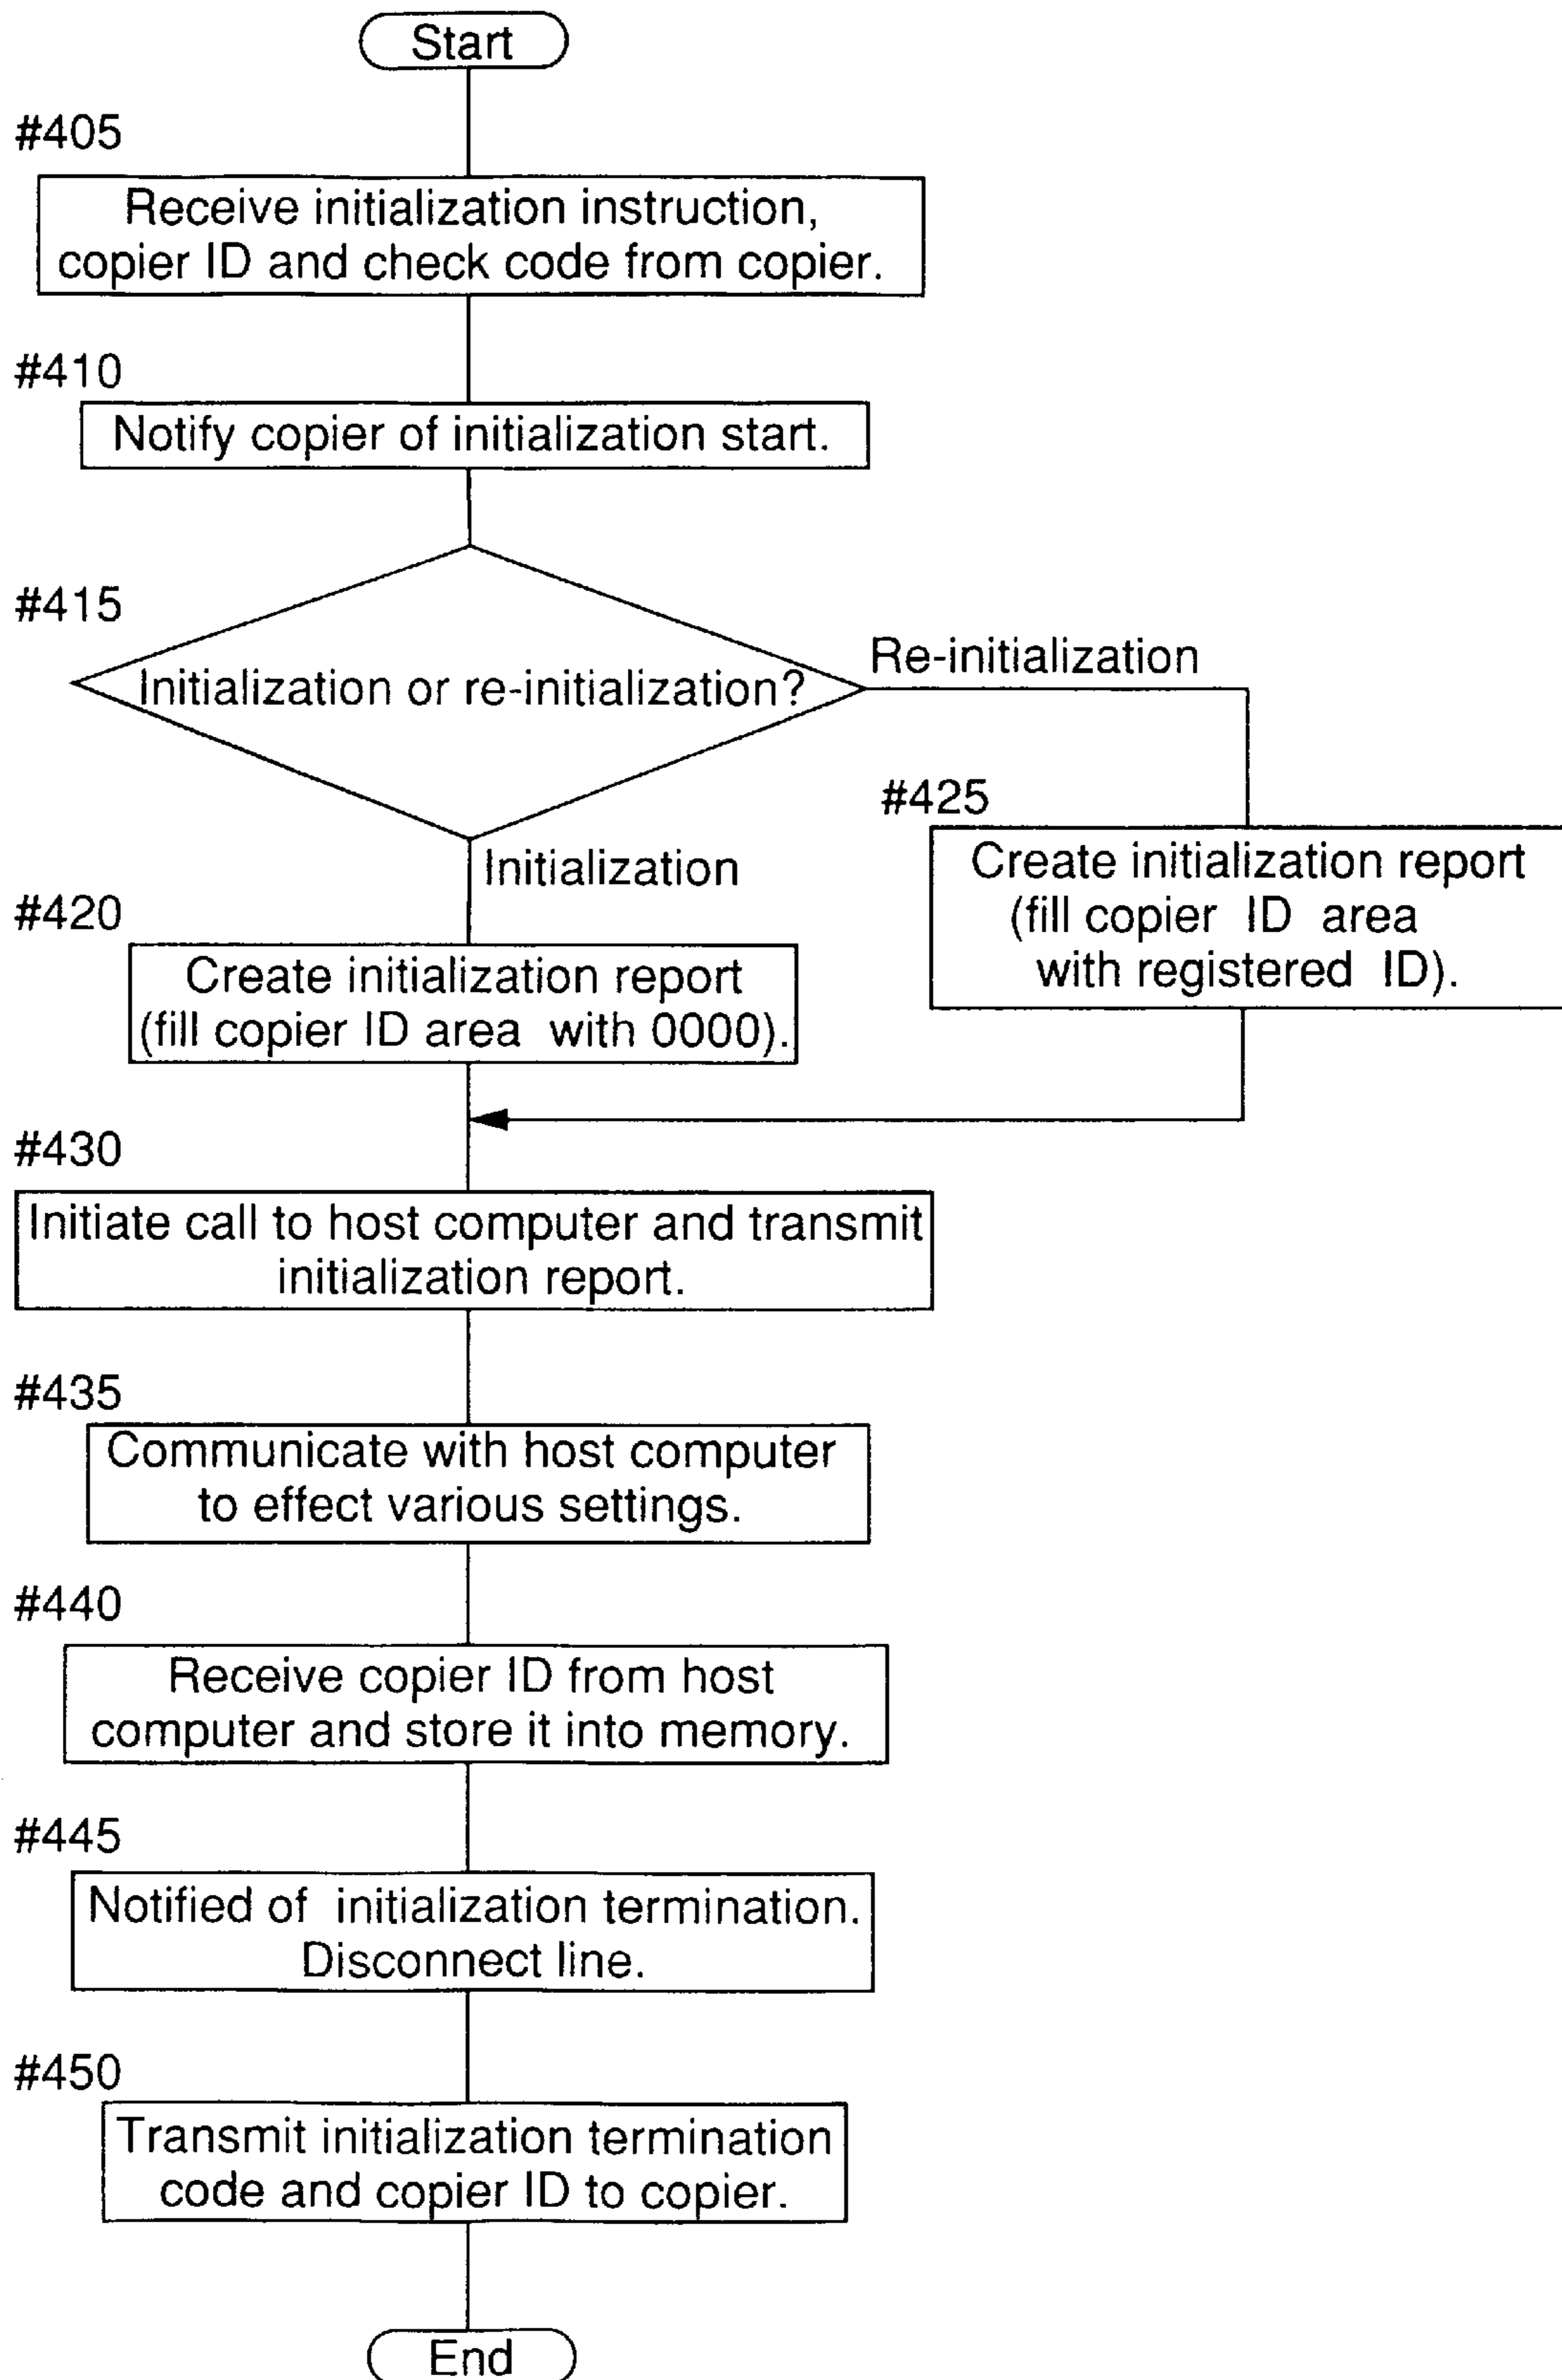 Start
#405
Receive initialization instruction,
copier ID and check code from copier.
#410
Notify copier of initialization start.
#415
Initialization or re-initialization?
Re-initialization
Initialization
#420
Create initialization report
(fill copier ID area with 0000).
#425
Create initialization report
(fill copier ID area
with registered ID).
#430
Initiate call to host computer and transmit
initialization report.
#435
Communicate with host computer
to effect various settings.
#440
Receive copier ID from host
computer and store it into memory.
#445
Notified of initialization termination.
Disconnect line.
#450
Transmit initialization termination
code and copier ID to copier.
End